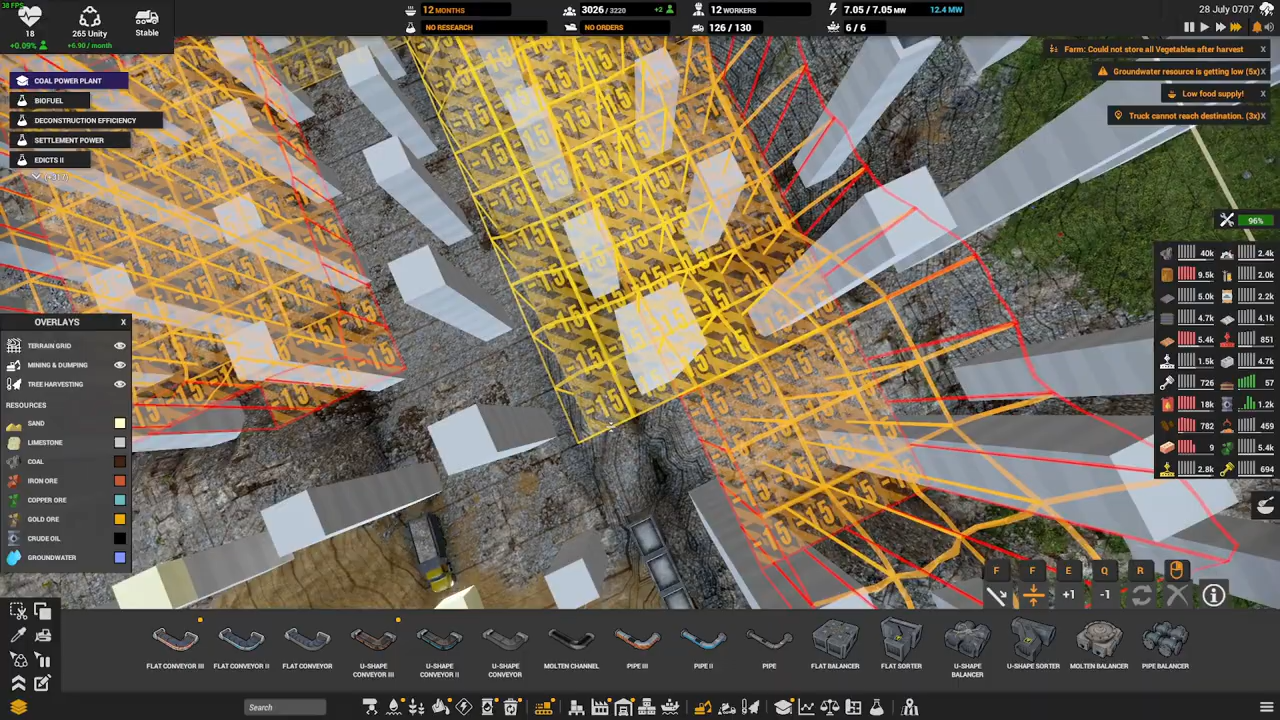 38 FPS
18
+0.09%
265 Unity
+6.90 / month
Stable
12 MONTHS
NO RESEARCH
3026 / 3220
+2
NO ORDERS
12 WORKERS
126 / 130
7.05 / 7.05 MW
12.4 MW
6 / 6
28 July 0707
COAL POWER PLANT
BIOFUEL
DECONSTRUCTION EFFICIENCY
SETTLEMENT POWER
EDICTS II
Farm: Could not store all Vegetables after harvest X
Groundwater resource is getting low (5x) X
Low food supply! X
Truck cannot reach destination. (3x) X
96%
40k 2.4k
9.5k 2.0k
5.0k 2.2k
4.7k 4.1k
5.4k 851
1.5k 4.7k
726 57
18k 1.2k
782 459
9 5.4k
2.8k 694
OVERLAYS X
TERRAIN GRID
MINING & DUMPING
TREE HARVESTING
RESOURCES
SAND
LIMESTONE
COAL
IRON ORE
COPPER ORE
GOLD ORE
CRUDE OIL
GROUNDWATER
-15 -15 -15
F F E Q R
+1 -1
FLAT CONVEYOR III
FLAT CONVEYOR II
FLAT CONVEYOR
U-SHAPE CONVEYOR III
U-SHAPE CONVEYOR II
U-SHAPE CONVEYOR
MOLTEN CHANNEL
PIPE III
PIPE II
PIPE
FLAT BALANCER
FLAT SORTER
U-SHAPE BALANCER
U-SHAPE SORTER
MOLTEN BALANCER
PIPE BALANCER
Search